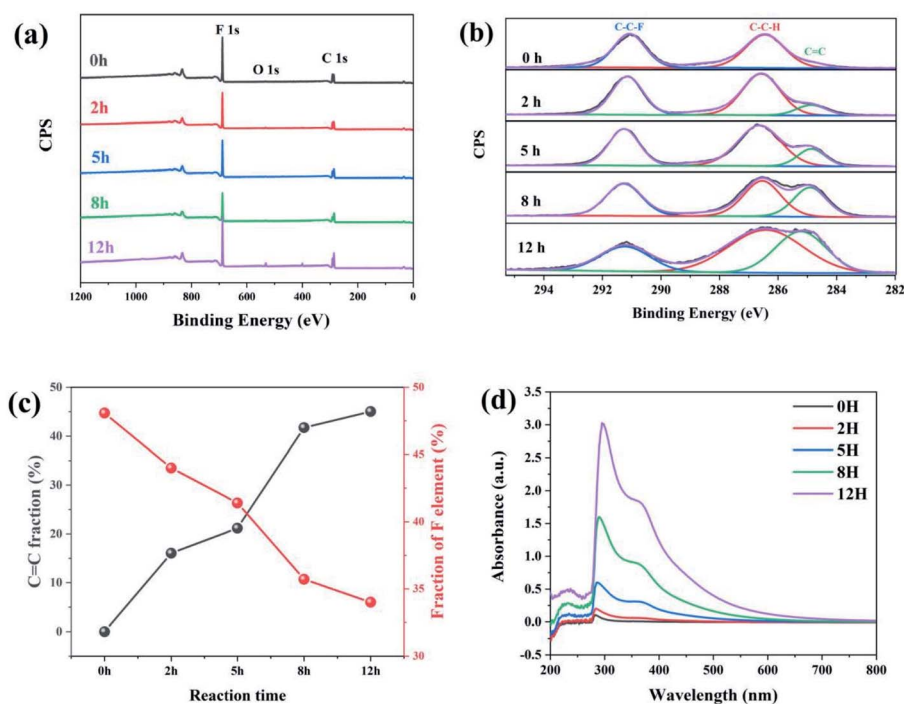 (a)
F 1s
O 1s
C 1s
0h
2h
5h
8h
12h
CPS
1200
1000
800
600
400
200
0
Binding Energy (eV)
(b)
C-C-F
C-C-H
C=C
0 h
2 h
5 h
8 h
12 h
CPS
294
292
290
288
286
284
282
Binding Energy (eV)
(c)
50
40
30
20
10
0
C=C fraction (%)
50
45
40
35
30
Fraction of F element (%)
0h
2h
5h
8h
12h
Reaction time
(d)
0H
2H
5H
8H
12H
3.5
3.0
2.5
2.0
1.5
1.0
0.5
0.0
-0.5
Absorbance (a.u.)
200
300
400
500
600
700
800
Wavelength (nm)